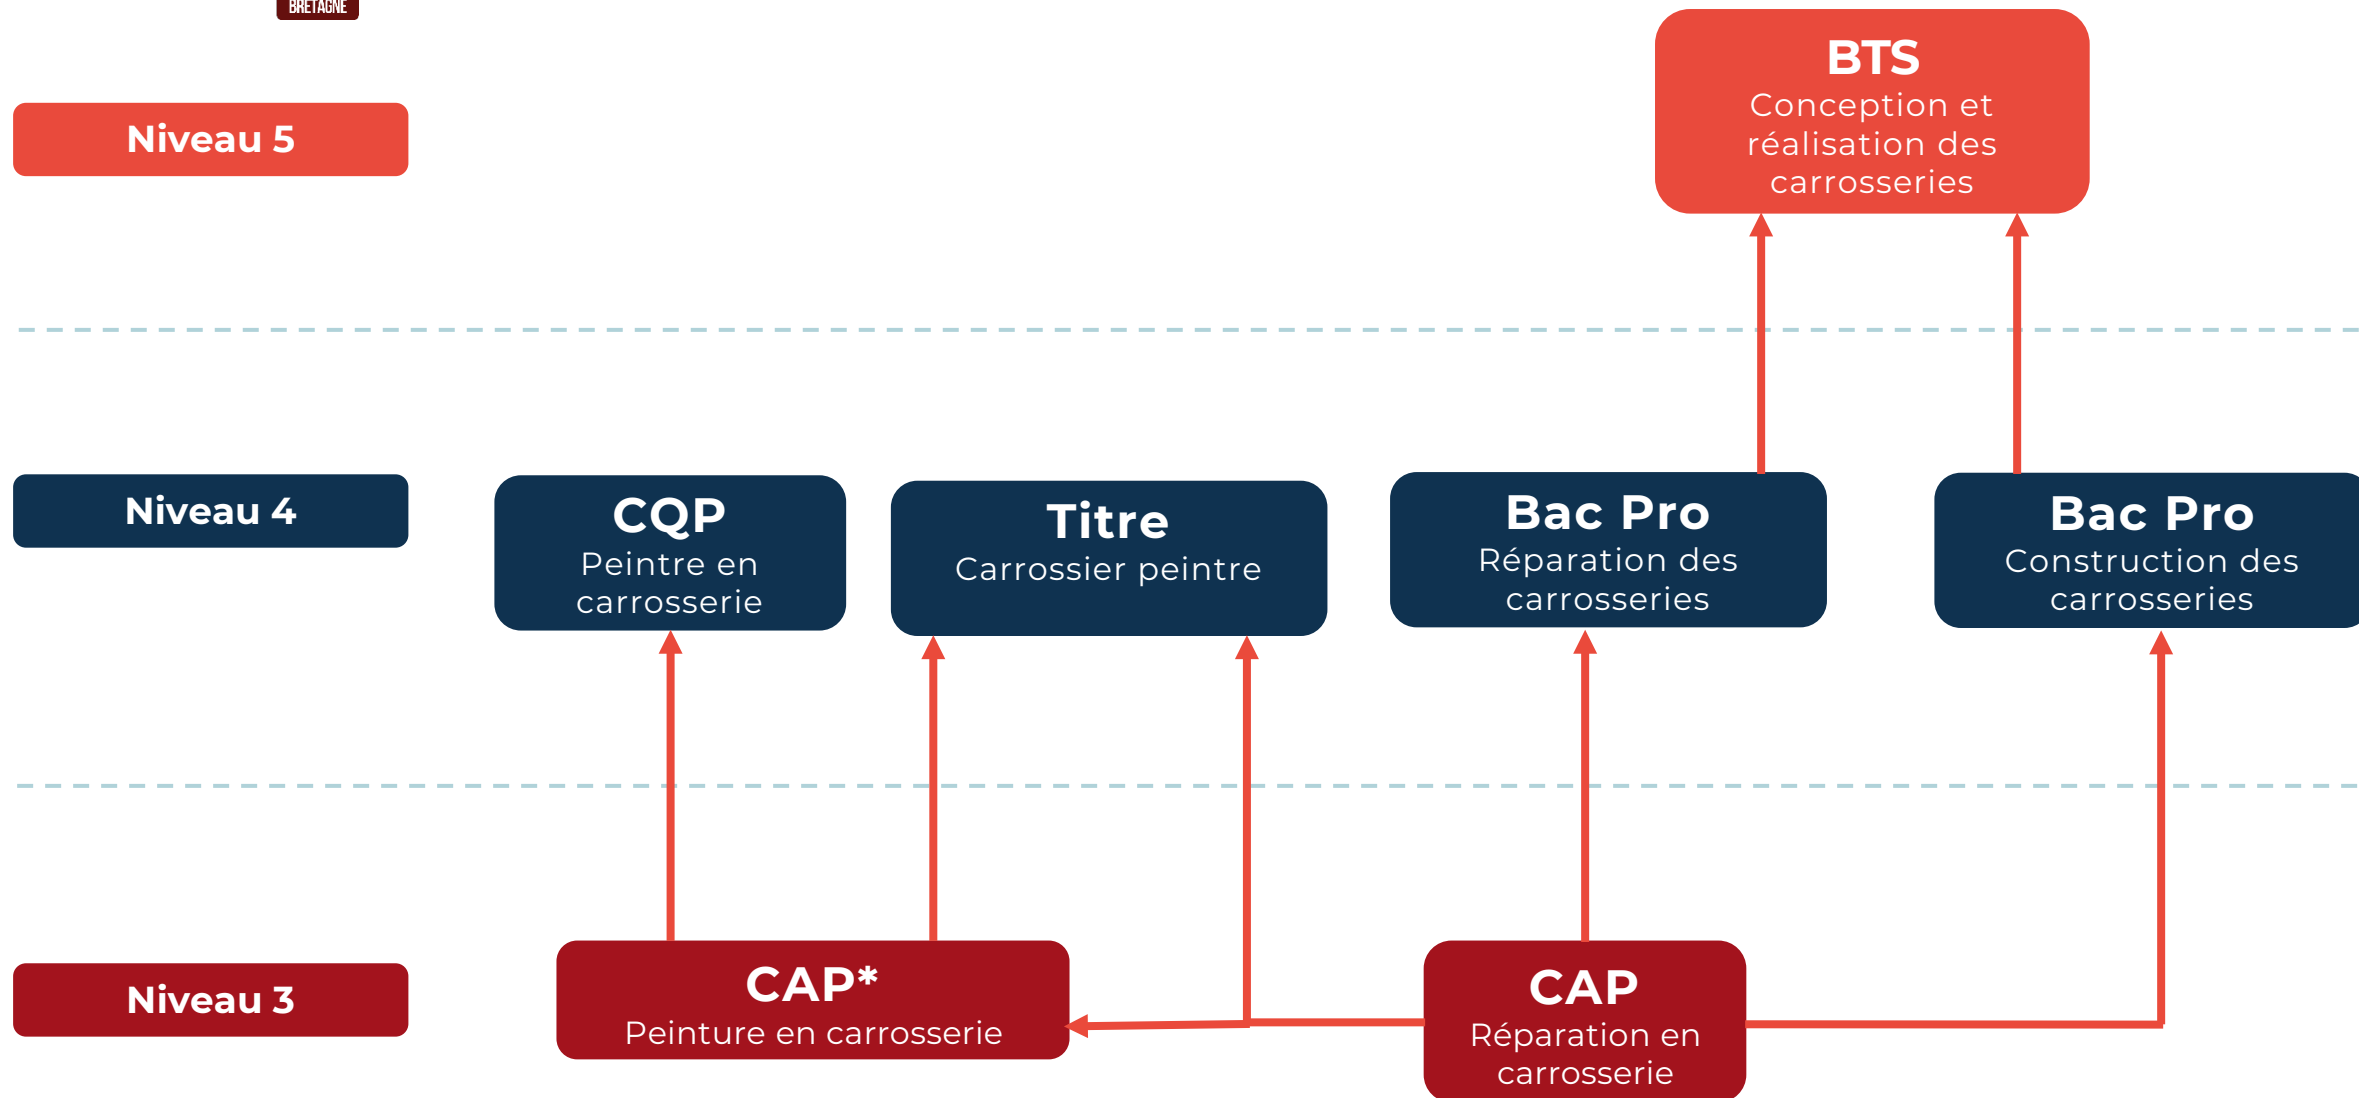 BRETAGNE
BTS
Conception et
réalisation des
carrosseries
Niveau 5
Niveau 4
CQP
Peintre en
carrosserie
Titre
Carrossier peintre
Bac Pro
Réparation des
carrosseries
Bac Pro
Construction des
carrosseries
Niveau 3
CAP*
Peinture en carrosserie
CAP
Réparation en
carrosserie